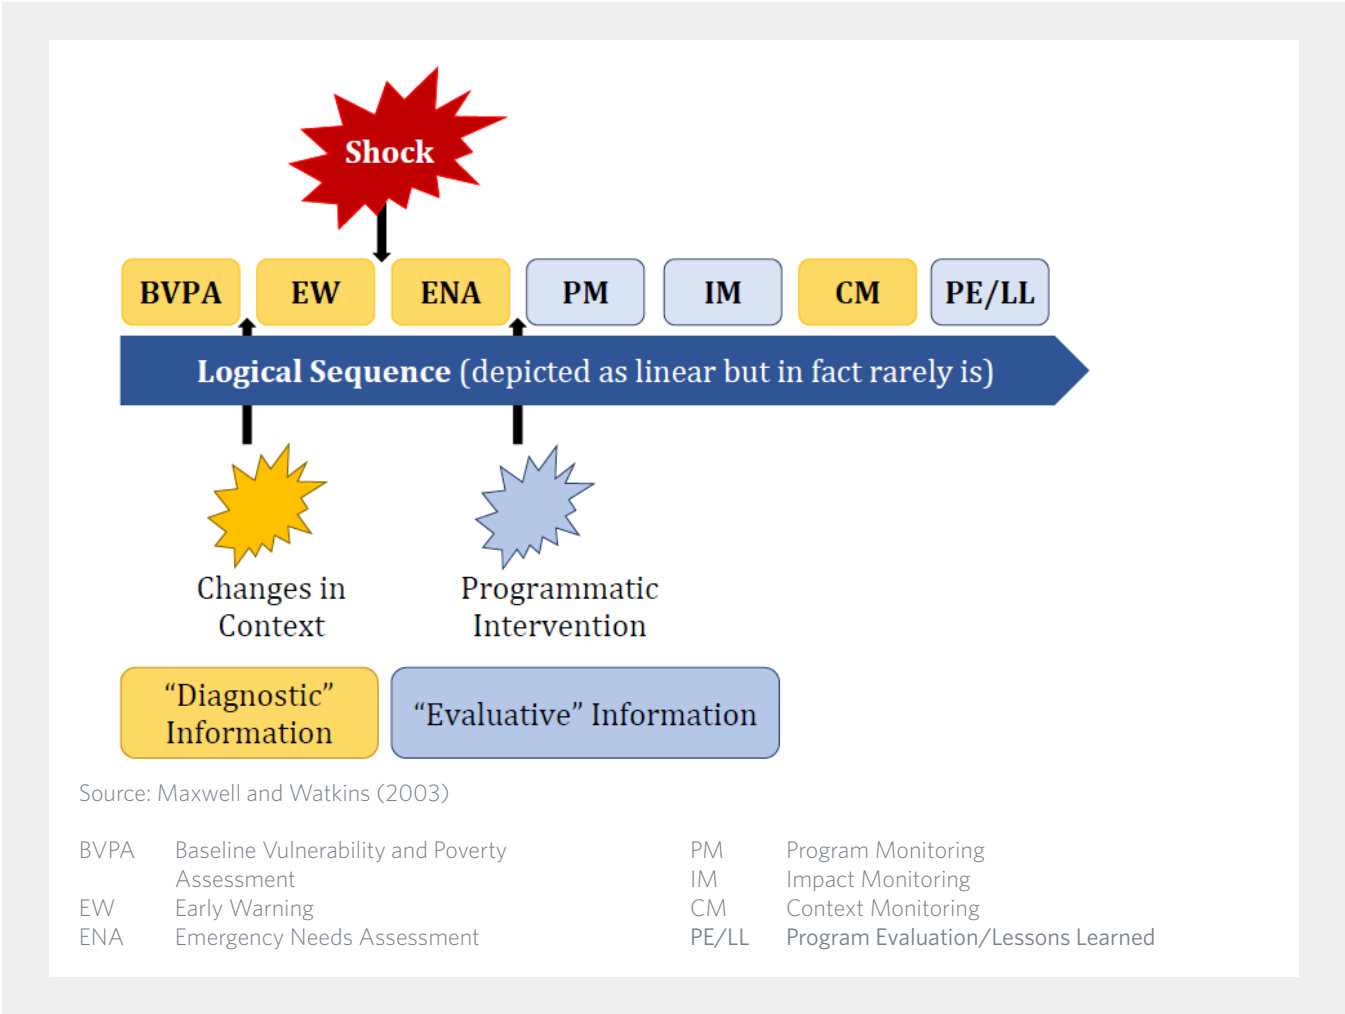 Shock
BVPA EW ENA PM IM CM PE/LL
Logical Sequence (depicted as linear but in fact rarely is)
Changes in
Context
Programmatic
Intervention
“Diagnostic”
Information
“Evaluative” Information
Source: Maxwell and Watkins (2003)
BVPA Baseline Vulnerability and Poverty
Assessment
EW Early Warning
ENA Emergency Needs Assessment
PM Program Monitoring
IM Impact Monitoring
CM Context Monitoring
PE/LL Program Evaluation/Lessons Learned